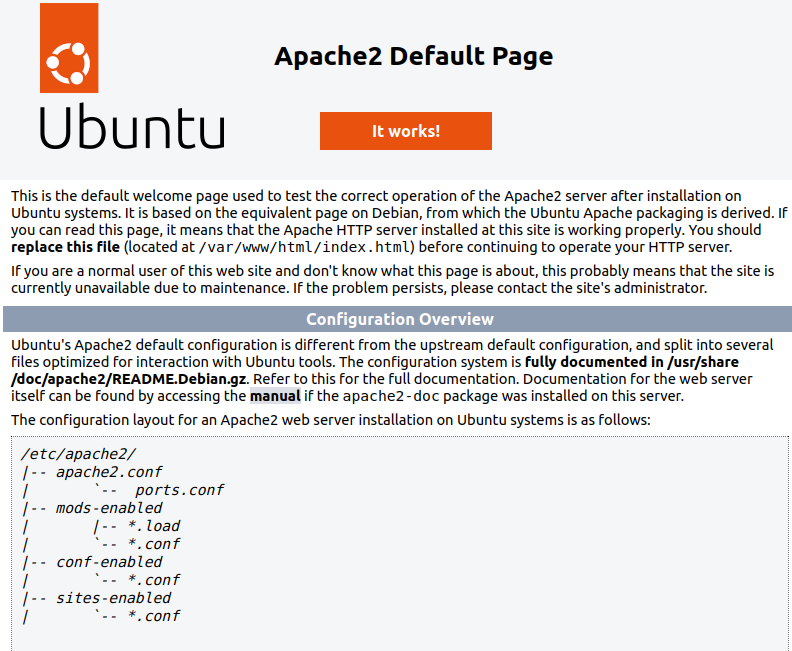 Ubuntu
Apache2 Default Page
It works!
This is the default welcome page used to test the correct operation of the Apache2 server after installation on
Ubuntu systems. It is based on the equivalent page on Debian, from which the Ubuntu Apache packaging is derived. If
you can read this page, it means that the Apache HTTP server installed at this site is working properly. You should
replace this file (located at /var/www/html/index.html) before continuing to operate your HTTP server.
If you are a normal user of this web site and don't know what this page is about, this probably means that the site is
currently unavailable due to maintenance. If the problem persists, please contact the site's administrator.
Configuration Overview
Ubuntu's Apache2 default configuration is different from the upstream default configuration, and split into several
files optimized for interaction with Ubuntu tools. The configuration system is fully documented in /usr/share
/doc/apache2/README.Debian.gz. Refer to this for the full documentation. Documentation for the web server
itself can be found by accessing the manual if the apache2-doc package was installed on this server.
The configuration layout for an Apache2 web server installation on Ubuntu systems is as follows:
/etc/apache2/
|-- apache2.conf
|       `--  ports.conf
|-- mods-enabled
|       |-- *.load
|       `-- *.conf
|-- conf-enabled
|       `-- *.conf
|-- sites-enabled
|       `-- *.conf